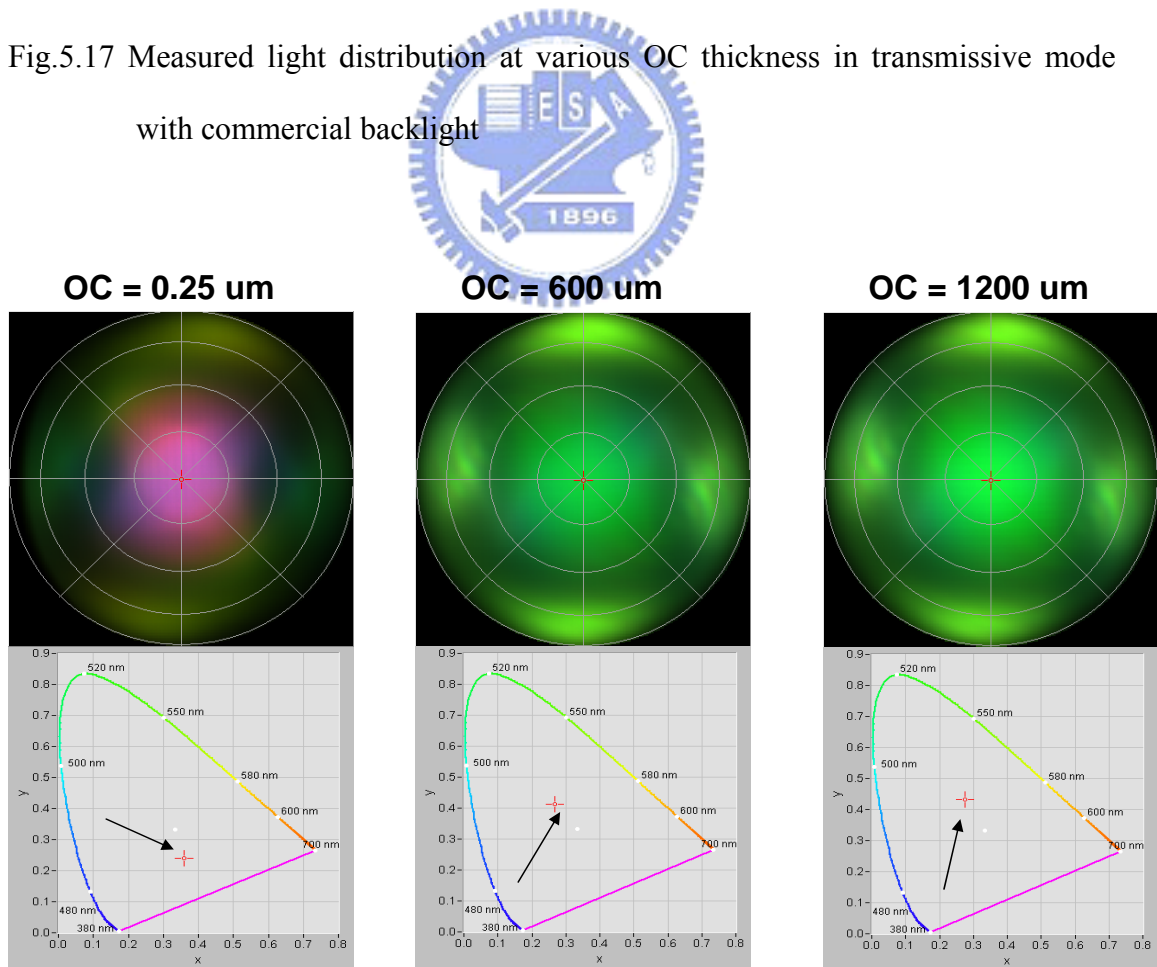 Fig.5.17 Measured light distribution at various OC thickness in transmissive mode
with commercial backlight
E S A
1896
OC = 0.25 um
OC = 600 um
OC = 1200 um
0.9
0.8
0.7
0.6
0.5
0.4
0.3
0.2
0.1
0.0
y
520 nm
550 nm
500 nm
580 nm
600 nm
700 nm
480 nm
380 nm
0.0 0.1 0.2 0.3 0.4 0.5 0.6 0.7 0.8
x
0.9
0.8
0.7
0.6
0.5
0.4
0.3
0.2
0.1
0.0
y
520 nm
550 nm
500 nm
580 nm
600 nm
700 nm
480 nm
380 nm
0.0 0.1 0.2 0.3 0.4 0.5 0.6 0.7 0.8
x
0.9
0.8
0.7
0.6
0.5
0.4
0.3
0.2
0.1
0.0
y
520 nm
550 nm
500 nm
580 nm
600 nm
700 nm
480 nm
380 nm
0.0 0.1 0.2 0.3 0.4 0.5 0.6 0.7 0.8
x